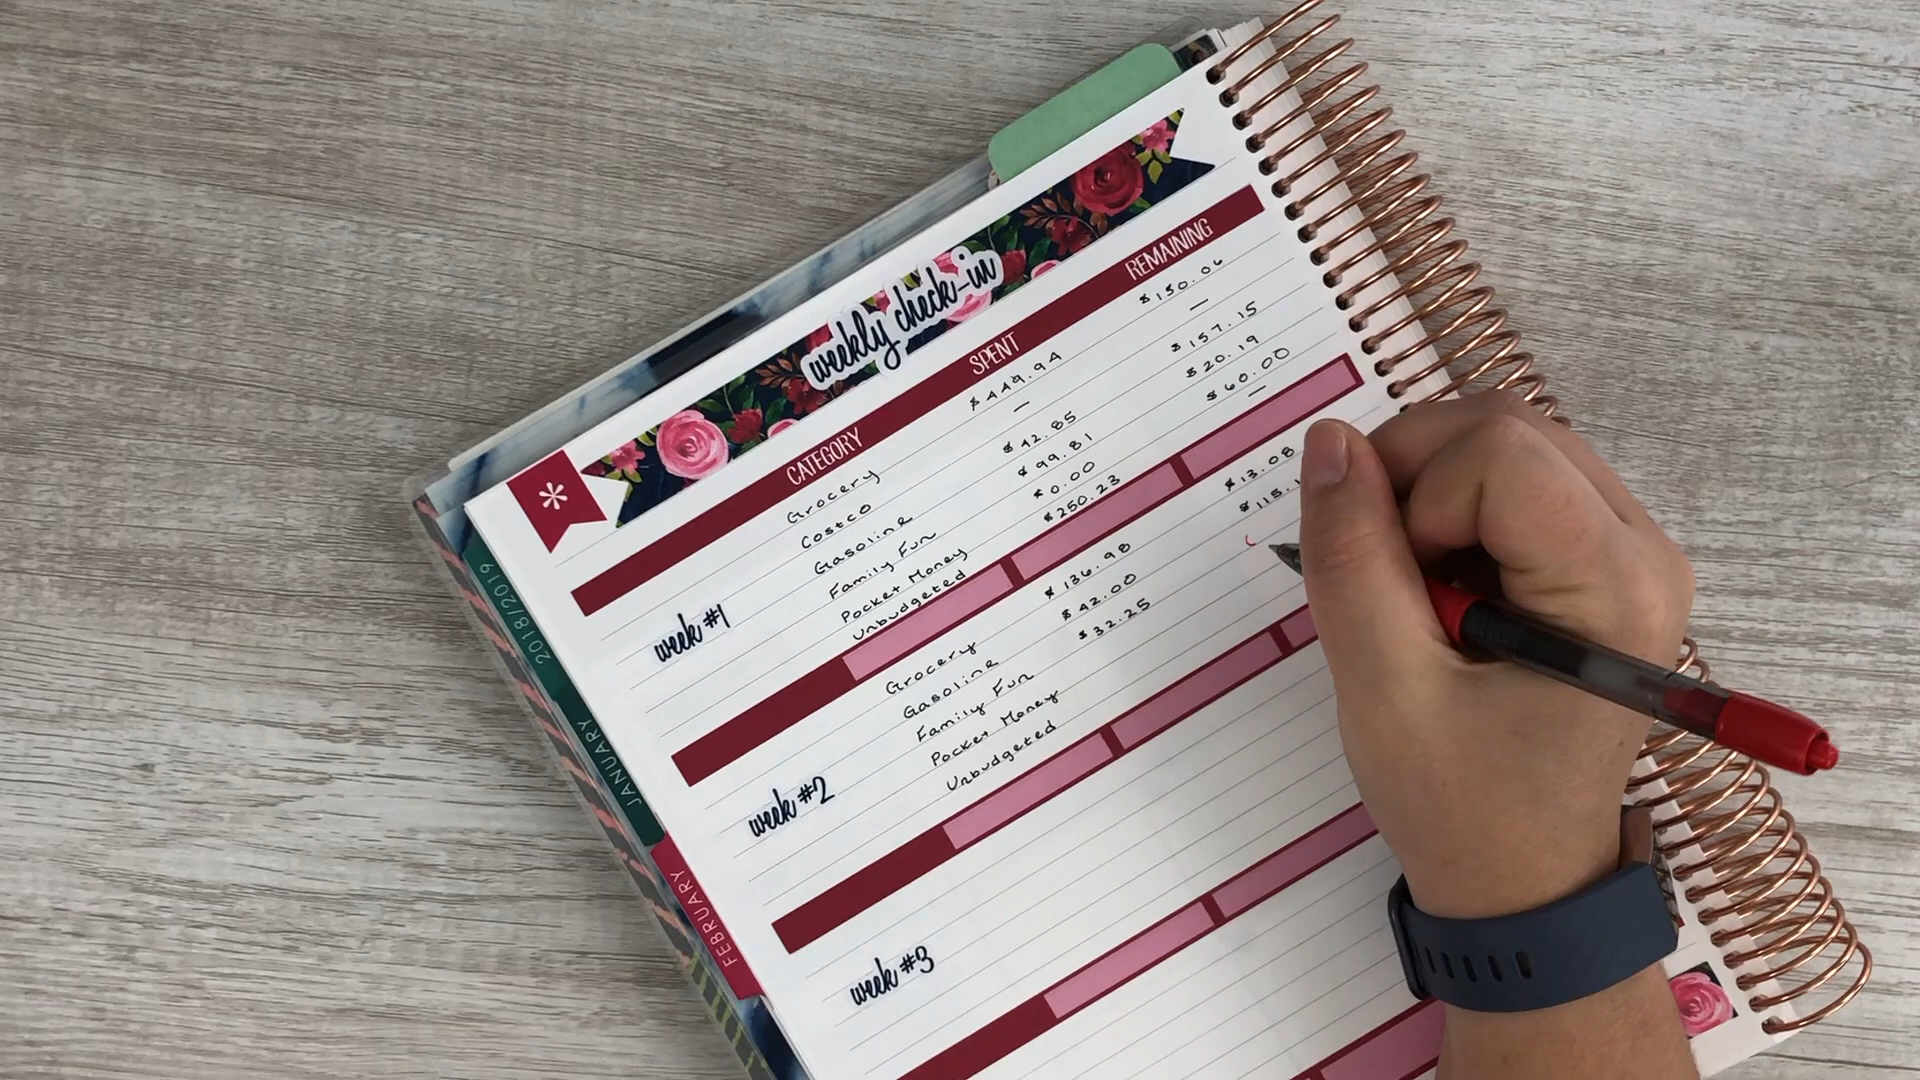 weekly check-in
*
CATEGORY SPENT REMAINING
week #1
Grocery $449.94 $150.06
Costco — —
Gasoline $42.85 $157.15
Family Fun $99.81 $20.19
Pocket Money $0.00 $60.00
Unbudgeted $250.23 —
week #2
Grocery $136.98 $13.08
Gasoline $42.00 $115.1
Family Fun $32.25 (
Pocket Money
Unbudgeted
week #3
2018/2019
JANUARY
FEBRUARY